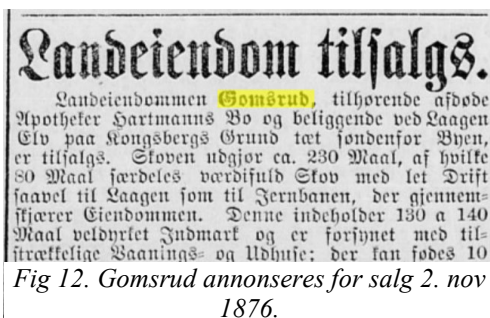 Landeiendom tilsalgs.
Landeiendommen Gomsrud, tilhørende afdøde
Apotheker Hartmanns Bo og beliggende ved Laagen
Elv paa Kongsbergs Grund tæt søndenfor Byen,
er tilsalgs. Skoven udgjør ca. 230 Maal, af hvilke
80 Maal særdeles værdifuld Skov med let Drift
saavel til Laagen som til Jernbanen, der gjennem-
skjærer Eiendommen. Denne indeholder 130 a 140
Maal veldyrket Indmark og er forsynet med til-
strækkelige Vaanings- og Udhuse; der kan fødes 10
Fig 12. Gomsrud annonseres for salg 2. nov
1876.